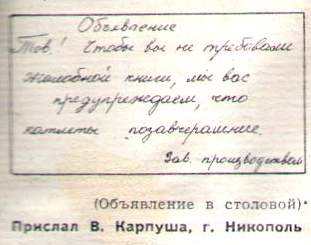 Объявление
Тов.! Чтобы вы не требовали
жалобной книги, мы вас
предупреждаем, что
котлеты позавчерашние.
Зав. производством
(Объявление в столовой).
Прислал В. Карпуша, г. Никополь